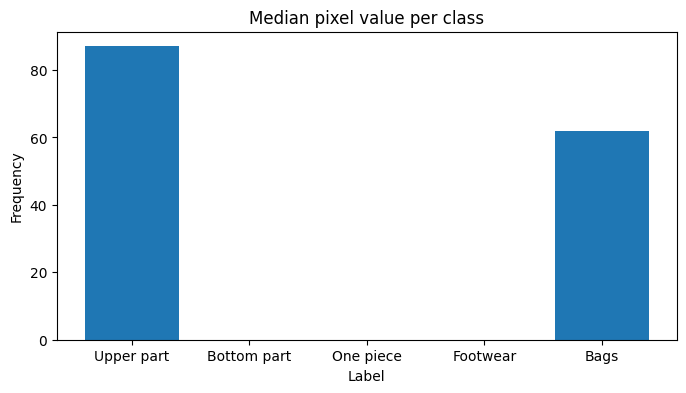 Median pixel value per class
Frequency
80
60
40
20
0
Upper part Bottom part One piece Footwear Bags
Label